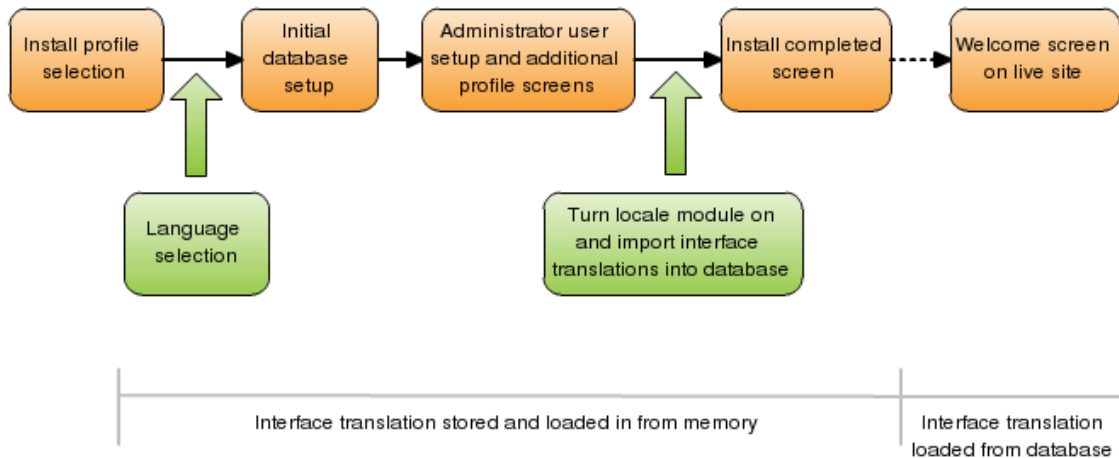 Install profile
selection
Initial
database
setup
Administrator user
setup and additional
profile screens
Install completed
screen
Welcome screen
on live site
Language
selection
Turn locale module on
and import interface
translations into database
Interface translation stored and loaded in from memory
Interface translation
loaded from database